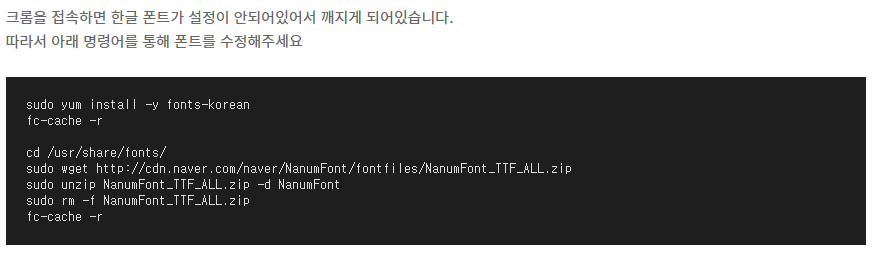 크롬을 접속하면 한글 폰트가 설정이 안되어있어서 깨지게 되어있습니다.
따라서 아래 명령어를 통해 폰트를 수정해주세요
sudo yum install -y fonts-korean
fc-cache -r
cd /usr/share/fonts/
sudo wget http://cdn.naver.com/naver/NanumFont/fontfiles/NanumFont_TTF_ALL.zip
sudo unzip NanumFont_TTF_ALL.zip -d NanumFont
sudo rm -f NanumFont_TTF_ALL.zip
fc-cache -r